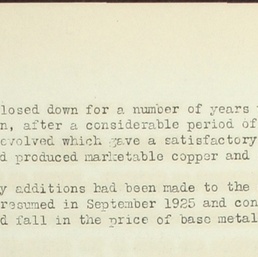 losed down for a number of years
n, after a considerable period of
evolved which gave a satisfactory
d produced marketable copper and
y additions had been made to the
resumed in September 1925 and con
d fall in the price of base metal